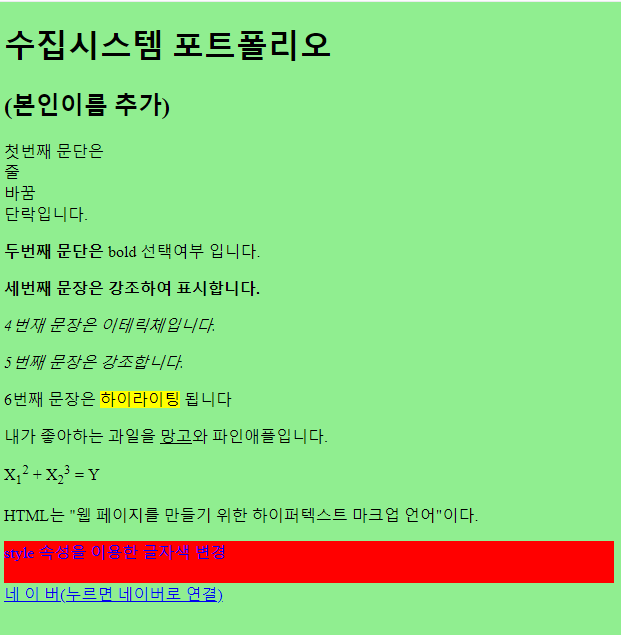 수집시스템 포트폴리오
(본인이름 추가)
첫번째 문단은
줄
바꿈
단락입니다.
두번째 문단은 bold 선택여부 입니다.
세번째 문장은 강조하여 표시합니다.
4번재 문장은 이테릭체입니다.
5번째 문장은 강조합니다.
6번째 문장은 하이라이팅 됩니다
내가 좋아하는 과일을 망고와 파인애플입니다.
X₁² + X₂³ = Y
HTML는 "웹 페이지를 만들기 위한 하이퍼텍스트 마크업 언어"이다.
style 속성을 이용한 글자색 변경
네 이 버(누르면 네이버로 연결)